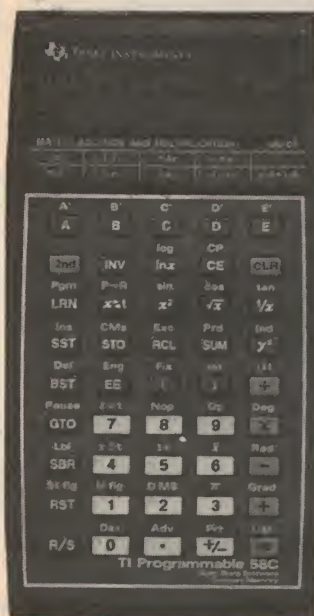 TEXAS INSTRUMENTS
A' B' C' D' E'
A B C D E
log CP
2nd INV lnx CE CLR
Pgm P→R sin cos tan
LRN x⇄t x² √x 1/x
Ins CMs Exc Prd Ind
SST STO RCL SUM yˣ
Del Eng Fix Int |x|
BST EE ( ) ÷
Pause x=t Nop Op Deg
GTO 7 8 9 ×
Lbl x≥t Σ+ x̄ Rad
SBR 4 5 6 −
St flg If flg D.MS π Grad
RST 1 2 3 +
Dsz Adv Prt List
R/S 0 . +/− =
TI Programmable 58C